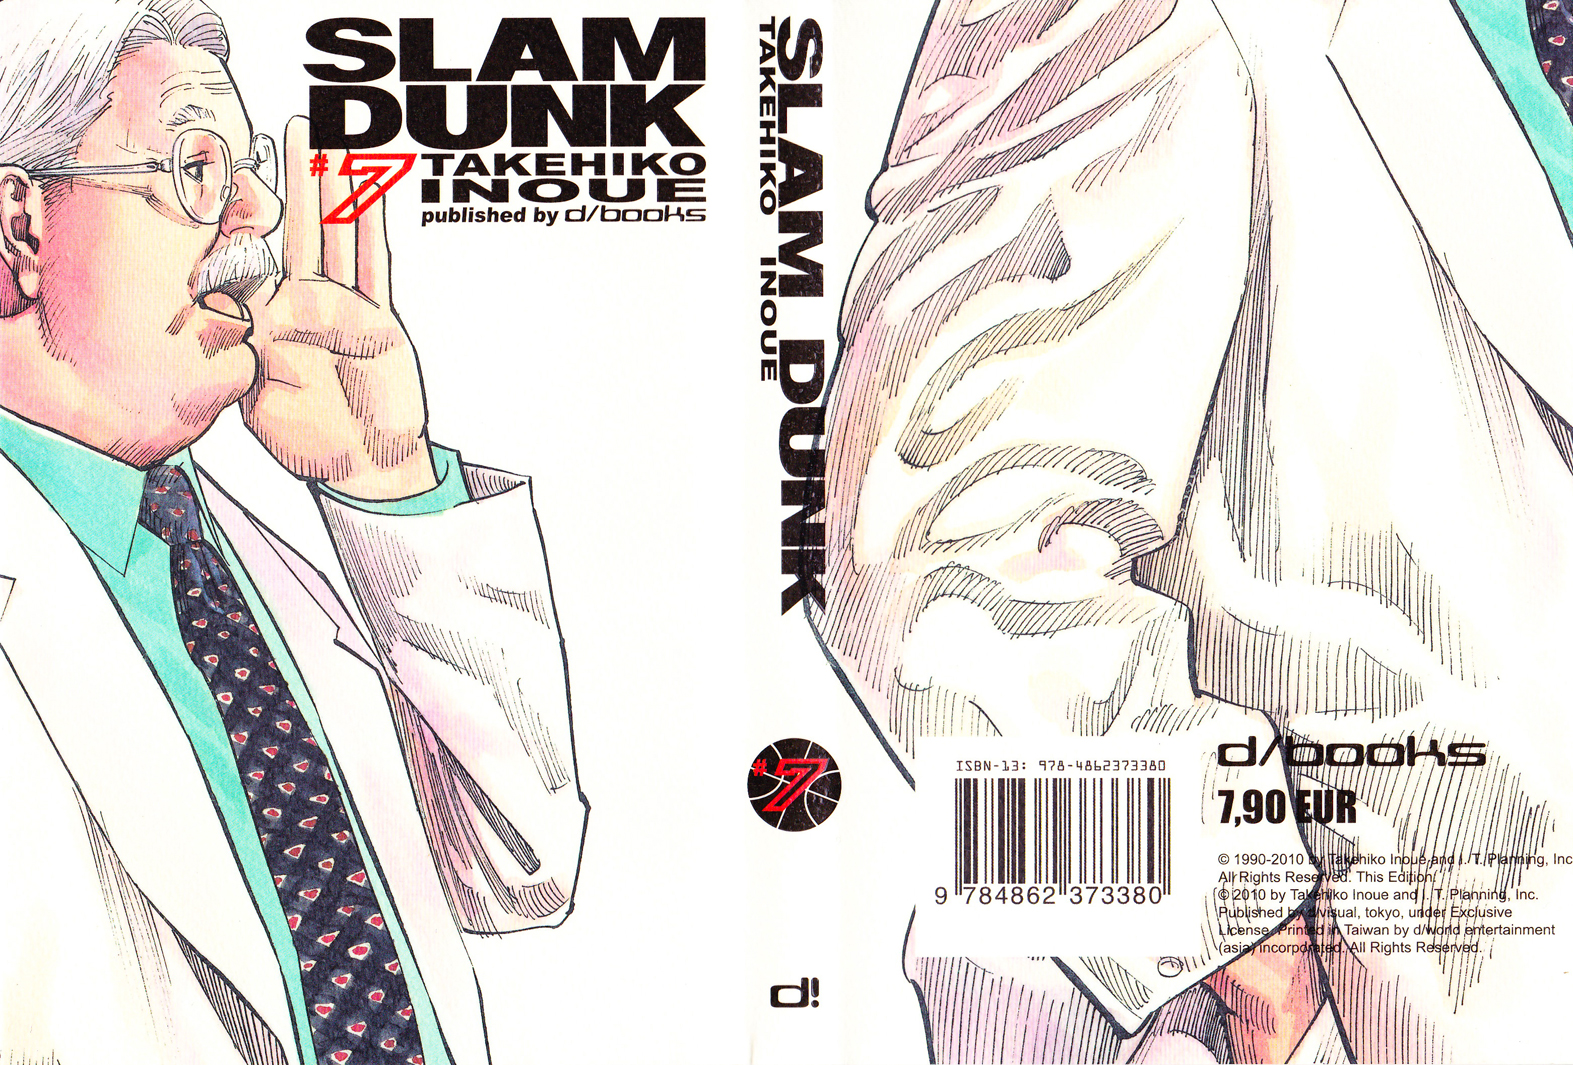 SLAM
DUNK
#7 TAKEHIKO
INOUE
published by d/books
SLAM DUNK
TAKEHIKO INOUE
#7
d!
ISBN-13: 978-4862373380
9 784862 373380
d/books
7,90 EUR
© 1990-2010 by Takehiko Inoue and I. T. Planning, Inc
All Rights Reserved. This Edition:
© 2010 by Takehiko Inoue and I. T. Planning, Inc.
Published by d/visual, tokyo, under Exclusive
License. Printed in Taiwan by d/world entertainment
(asia) incorporated. All Rights Reserved.